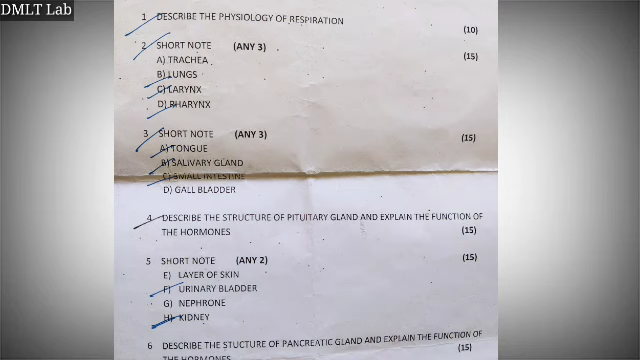 DMLT Lab
1 DESCRIBE THE PHYSIOLOGY OF RESPIRATION
(10)
2 SHORT NOTE (ANY 3) (15)
A) TRACHEA
B) LUNGS
C) LARYNX
D) PHARYNX
3 SHORT NOTE (ANY 3) (15)
A) TONGUE
B) SALIVARY GLAND
C) SMALL INTESTINE
D) GALL BLADDER
4 DESCRIBE THE STRUCTURE OF PITUITARY GLAND AND EXPLAIN THE FUNCTION OF
THE HORMONES (15)
5 SHORT NOTE (ANY 2) (15)
E) LAYER OF SKIN
F) URINARY BLADDER
G) NEPHRONE
H) KIDNEY
6 DESCRIBE THE STUCTURE OF PANCREATIC GLAND AND EXPLAIN THE FUNCTION OF
THE HORMONES (15)